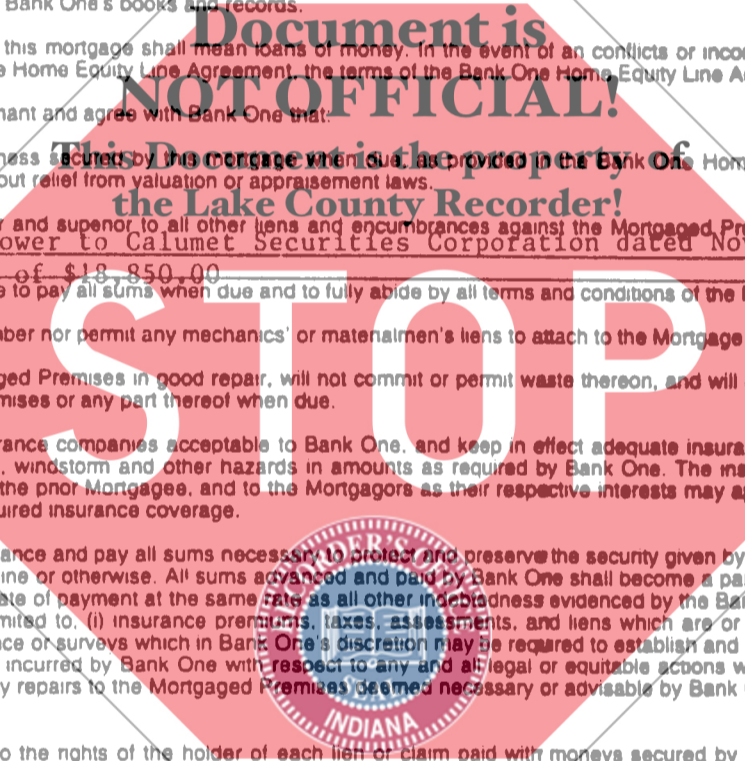 Bank One's books and records.
Document is
this mortgage shall mean loans of money. In the event of an conflicts or incon
e Home Equity Line Agreement, the terms of the Bank One Home Equity Line A
NOT OFFICIAL!
nant and agree with Bank One that:
This Document is the property of
ness secured by this mortgage when due, as provided in the Bank One Hom
out relief from valuation or appraisement laws.
the Lake County Recorder!
r and superior to all other liens and encumbrances against the Mortgaged Pr
ower to Calumet Securities Corporation dated Nov
of $18,850.00
e to pay all sums when due and to fully abide by all terms and conditions of the
STOP
mber nor permit any mechanics' or materialmen's liens to attach to the Mortgage
ged Premises in good repair, will not commit or permit waste thereon, and will
mises or any part thereof when due.
rance companies acceptable to Bank One, and keep in effect adequate insura
, windstorm and other hazards in amounts as required by Bank One. The ins
the prior Mortgagee, and to the Mortgagors as their respective interests may a
uired insurance coverage.
ance and pay all sums necessary to protect and preserve the security given by
ine or otherwise. All sums advanced and paid by Bank One shall become a pa
ate of payment at the same rate as all other indebtedness evidenced by the Ba
mited to, (i) insurance premiums, taxes, assessments, and liens which are or
ce or surveys which in Bank One's discretion may be required to establish and
incurred by Bank One with respect to any and all legal or equitable actions w
y repairs to the Mortgaged Premises deemed necessary or advisable by Bank
RECORDER'S
SEAL
INDIANA
o the rights of the holder of each lien or claim paid with moneys secured by